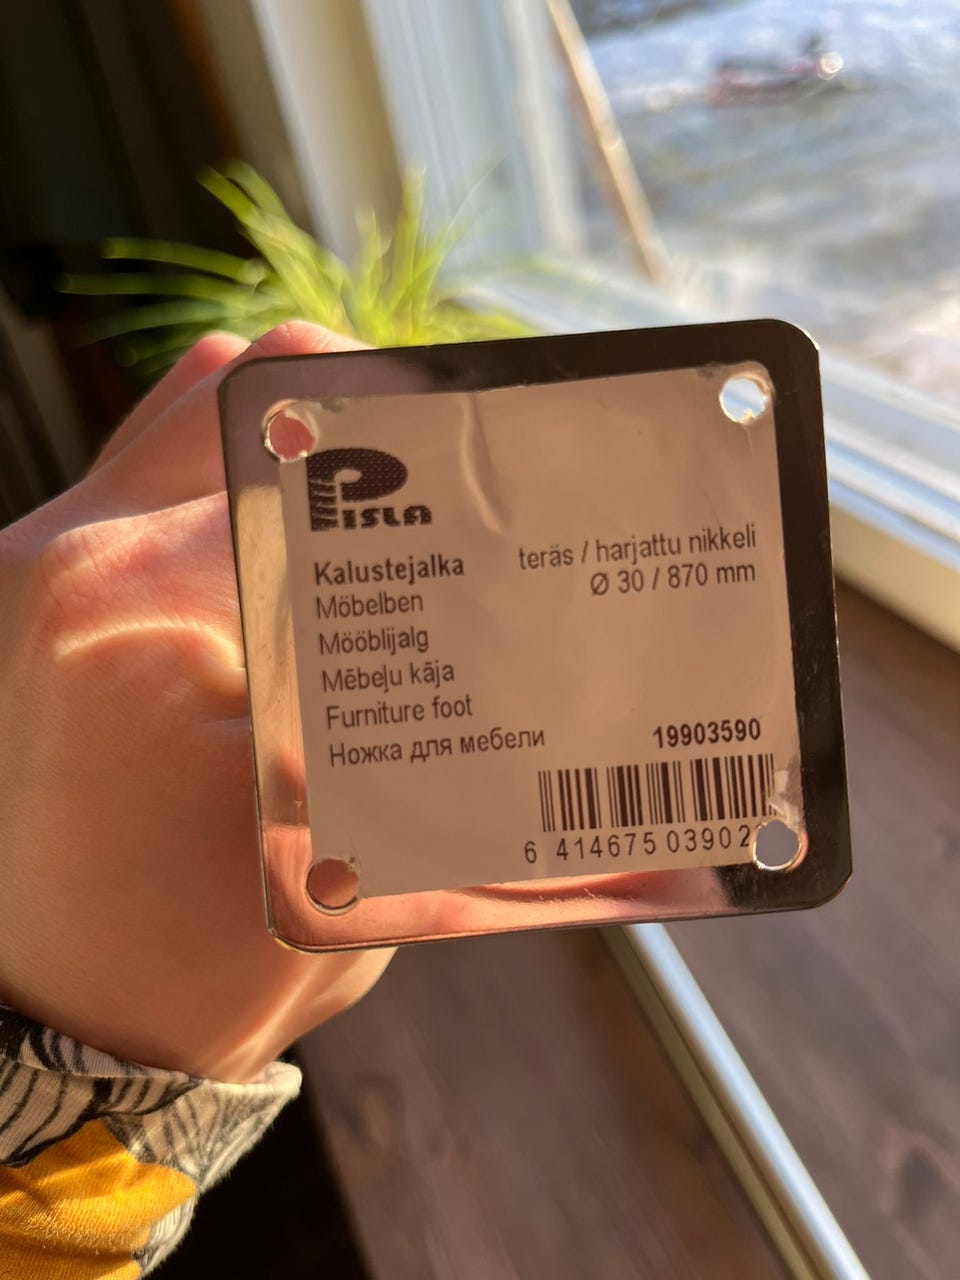 Pisla
Kalustejalka
Möbelben
Mööblijalg
Mēbeļu kāja
Furniture foot
Ножка для мебели
teräs / harjattu nikkeli
Ø 30 / 870 mm
19903590
6 414675 03902